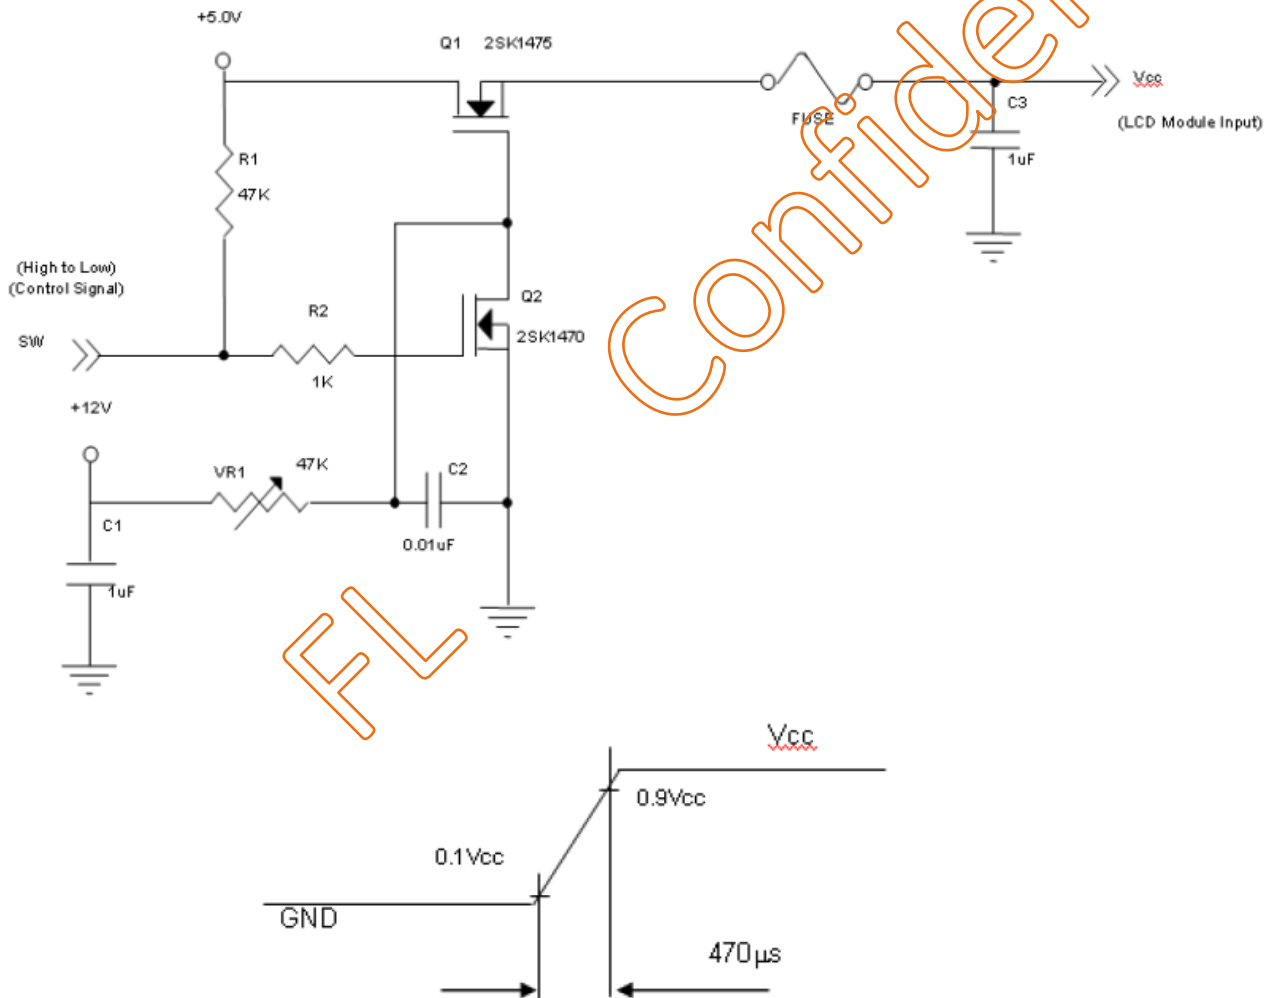 +5.0V
Q1 2SK1475
Vcc
FUSE
C3
(LCD Module Input)
R1
1uF
47K
(High to Low)
(Control Signal)
R2
Q2
SW
2SK1470
1K
+12V
VR1
47K
C2
C1
0.01uF
1uF
FL
Vcc
0.9Vcc
0.1Vcc
GND
470µs